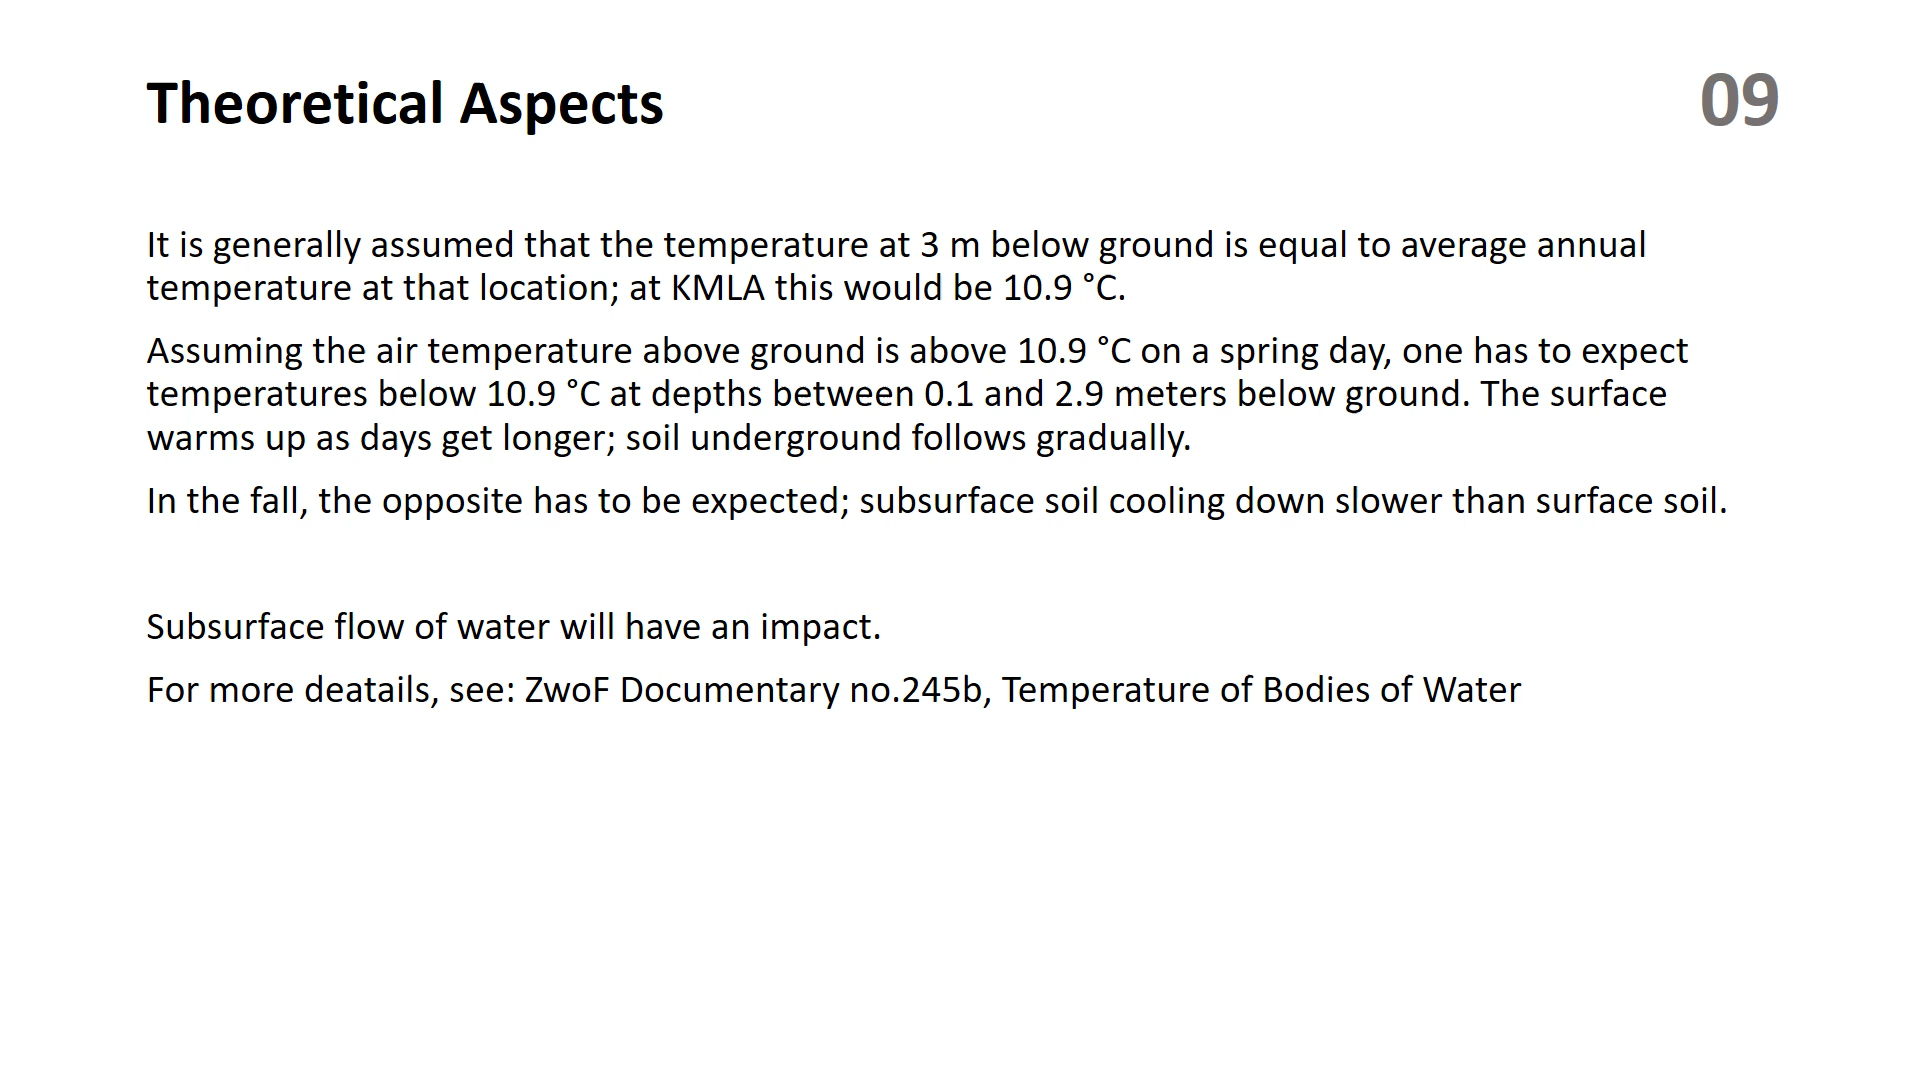 Theoretical Aspects
09
It is generally assumed that the temperature at 3 m below ground is equal to average annual
temperature at that location; at KMLA this would be 10.9 °C.
Assuming the air temperature above ground is above 10.9 °C on a spring day, one has to expect
temperatures below 10.9 °C at depths between 0.1 and 2.9 meters below ground. The surface
warms up as days get longer; soil underground follows gradually.
In the fall, the opposite has to be expected; subsurface soil cooling down slower than surface soil.
Subsurface flow of water will have an impact.
For more deatails, see: ZwoF Documentary no.245b, Temperature of Bodies of Water